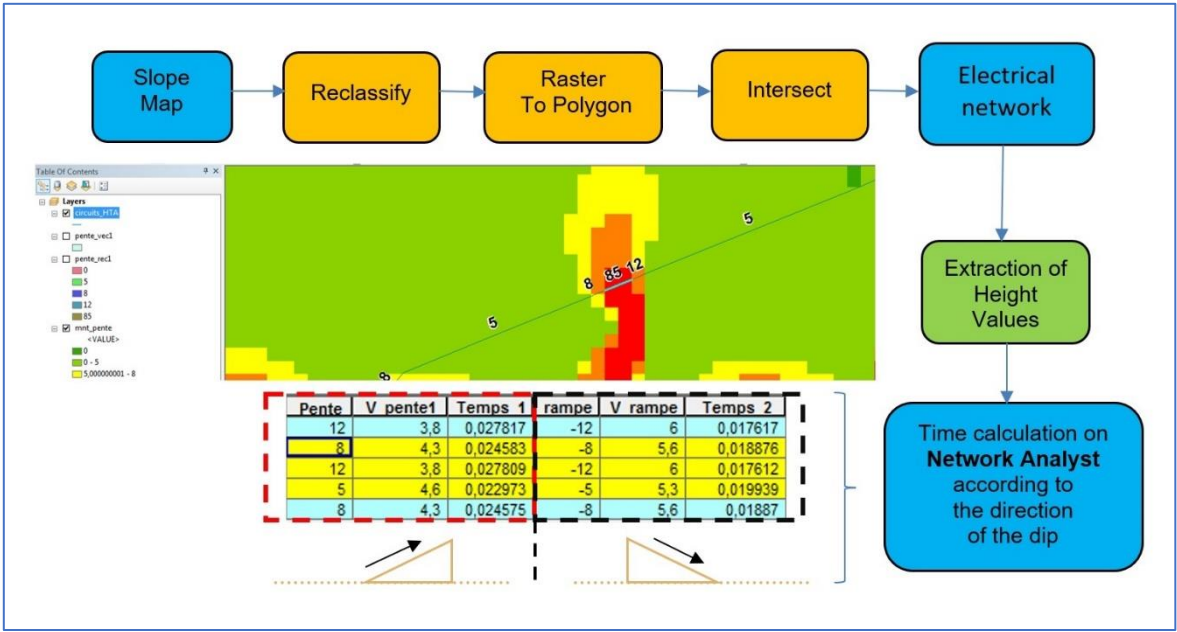 Slope
Map
Reclassify
Raster
To Polygon
Intersect
Electrical
network
Table Of Contents
Layers
circuits_HTA
pente_vec1
pente_rec1
0
5
8
12
85
mnt_pente
<VALUE>
0
0 - 5
5,000000001 - 8
8
5
8
85
12
5
Extraction of
Height
Values
Pente V_pente1 Temps_1 rampe V_rampe Temps_2
12 3,8 0,027817 -12 6 0,017617
8 4,3 0,024583 -8 5,6 0,018876
12 3,8 0,027809 -12 6 0,017612
5 4,6 0,022973 -5 5,3 0,019939
8 4,3 0,024575 -8 5,6 0,01887
Time calculation on
Network Analyst
according to
the direction
of the dip